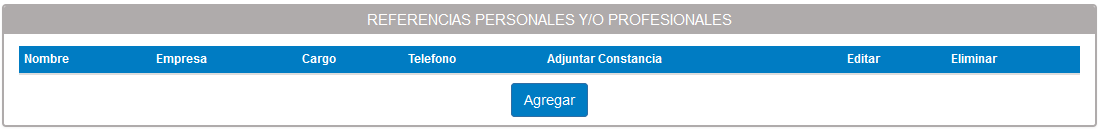 REFERENCIAS PERSONALES Y/O PROFESIONALES
Nombre Empresa Cargo Telefono Adjuntar Constancia Editar Eliminar
Agregar